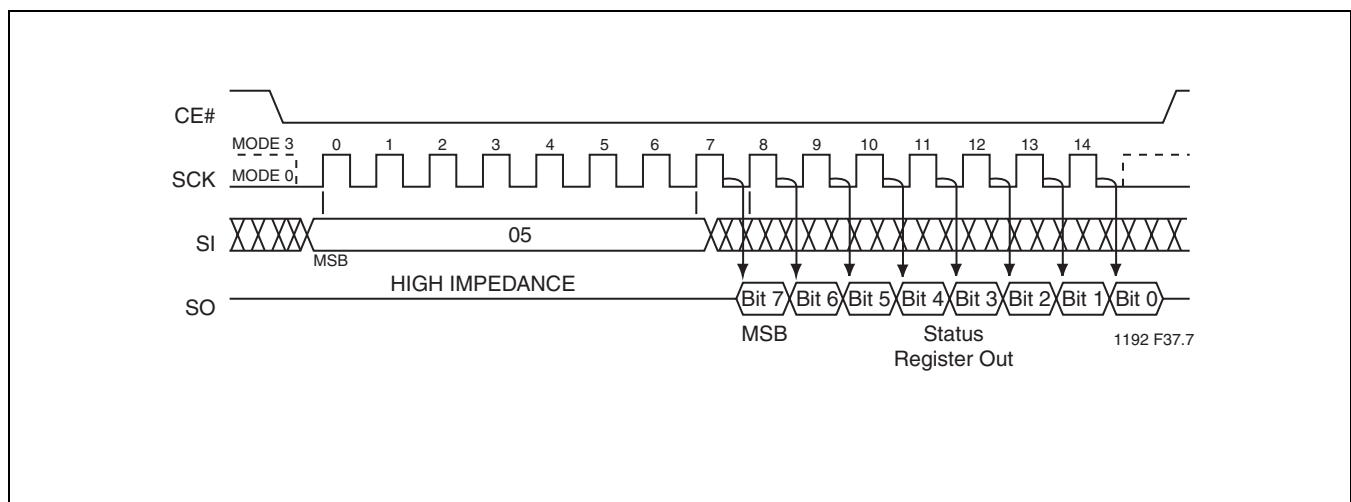 CE#
MODE 3
0 1 2 3 4 5 6 7 8 9 10 11 12 13 14
SCK
MODE 0
SI
05
MSB
HIGH IMPEDANCE
SO
Bit 7 Bit 6 Bit 5 Bit 4 Bit 3 Bit 2 Bit 1 Bit 0
MSB
Status
Register Out
1192 F37.7